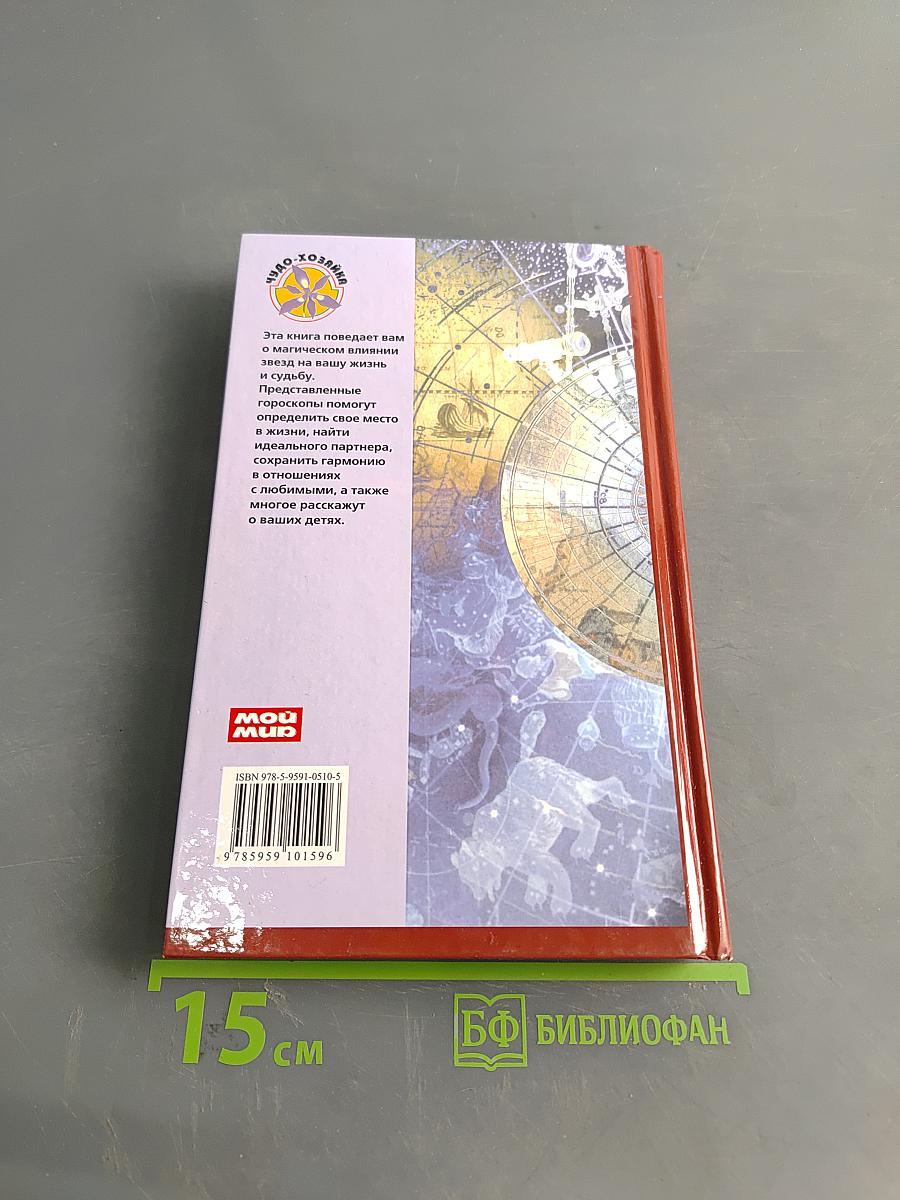 ЧУДО-ХОЗЯЙКА
Эта книга поведает вам
о магическом влиянии
звезд на вашу жизнь
и судьбу.
Представленные
гороскопы помогут
определить свое место
в жизни, найти
идеального партнера,
сохранить гармонию
в отношениях
с любимыми, а также
многое расскажут
о ваших детях.
МОЙ
МИР
ISBN 978-5-9591-0510-5
9 785959 101596
15 см
БФ БИБЛИОФАН